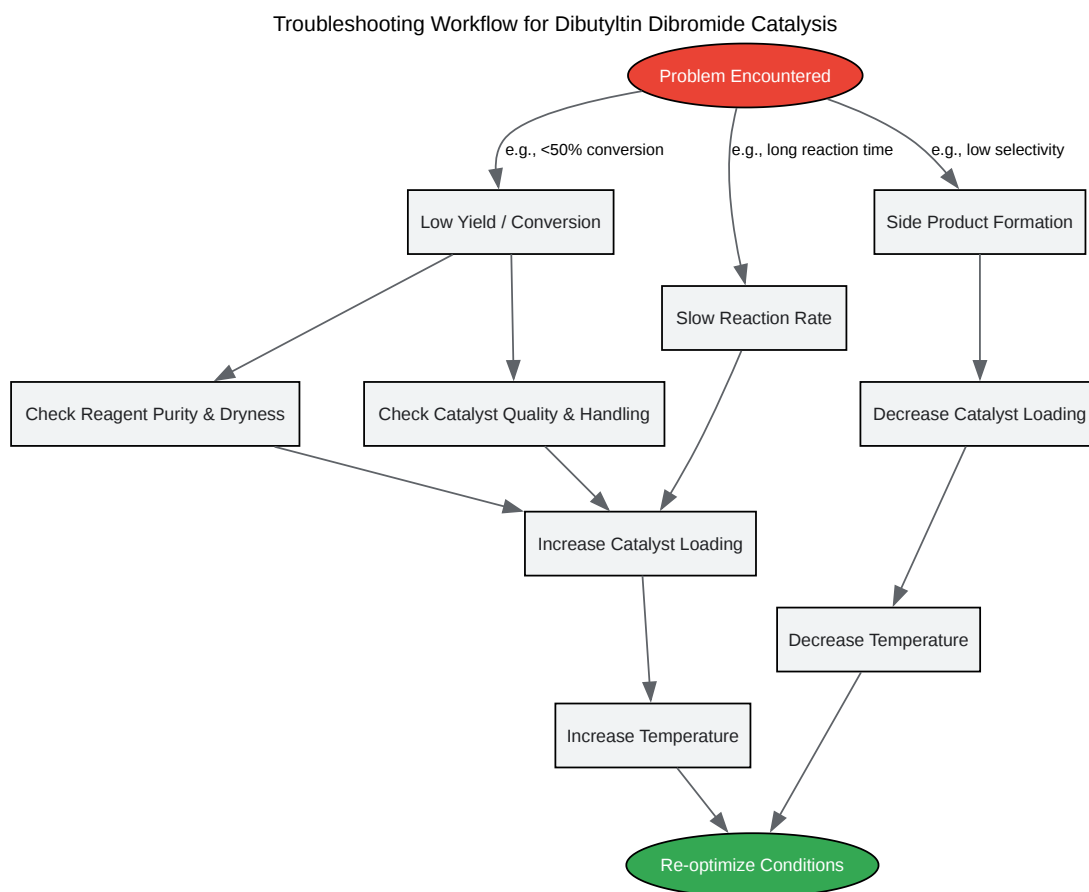 Troubleshooting Workflow for Dibutyltin Dibromide Catalysis
Problem Encountered
e.g., <50% conversion
e.g., long reaction time
e.g., low selectivity
Low Yield / Conversion
Side Product Formation
Slow Reaction Rate
Check Reagent Purity & Dryness
Check Catalyst Quality & Handling
Decrease Catalyst Loading
Increase Catalyst Loading
Decrease Temperature
Increase Temperature
Re-optimize Conditions